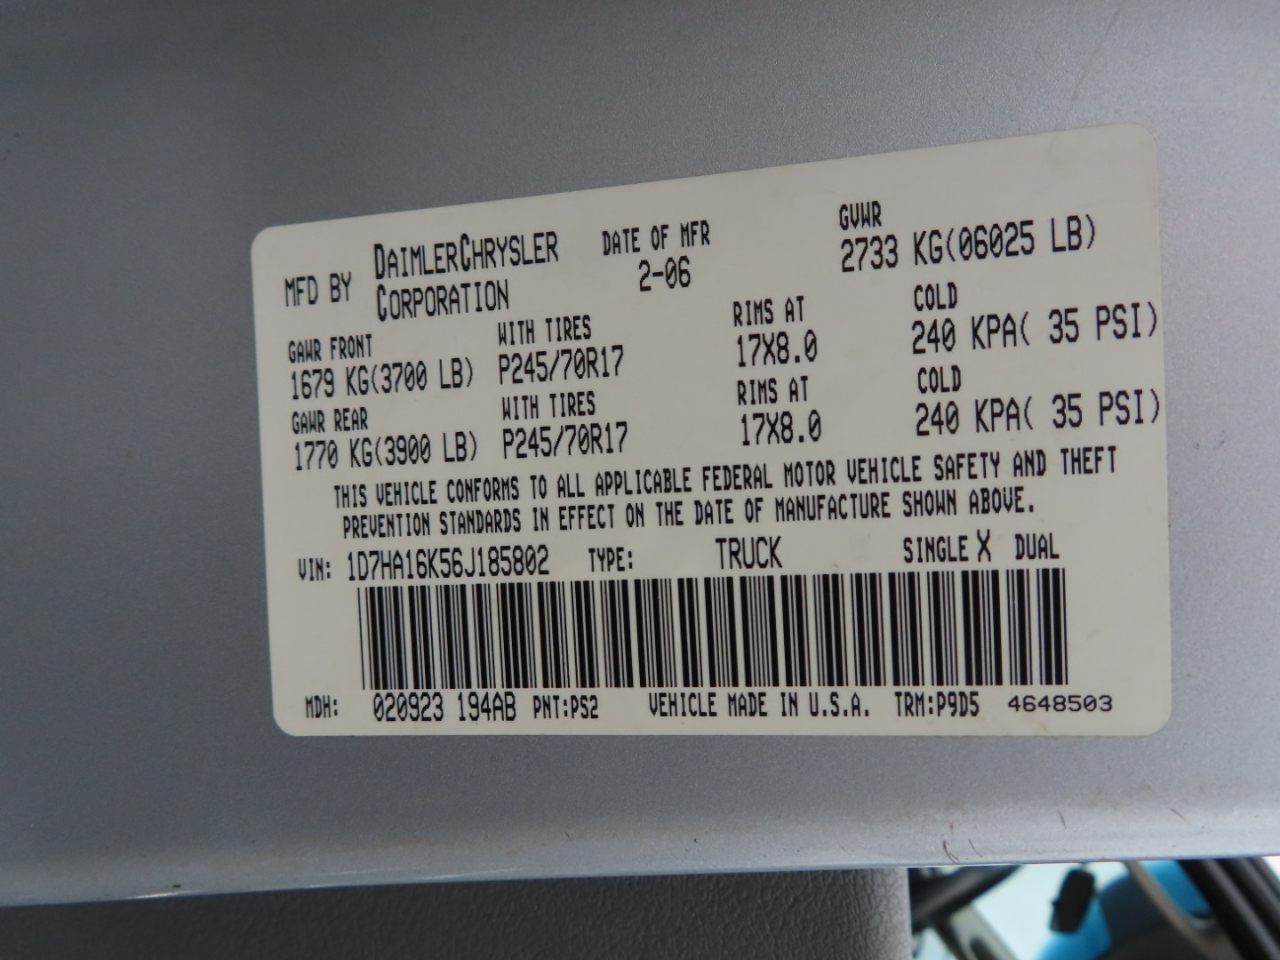 MFD BY DAIMLERCHRYSLER CORPORATION DATE OF MFR 2-06 GVWR 2733 KG(06025 LB)
GAWR FRONT WITH TIRES RIMS AT COLD
1679 KG(3700 LB) P245/70R17 17X8.0 240 KPA( 35 PSI)
GAWR REAR WITH TIRES RIMS AT COLD
1770 KG(3900 LB) P245/70R17 17X8.0 240 KPA( 35 PSI)
THIS VEHICLE CONFORMS TO ALL APPLICABLE FEDERAL MOTOR VEHICLE SAFETY AND THEFT
PREVENTION STANDARDS IN EFFECT ON THE DATE OF MANUFACTURE SHOWN ABOVE.
VIN: 1D7HA16K56J185802 TYPE: TRUCK SINGLE X DUAL
MDH: 020923 194AB PNT:PS2 VEHICLE MADE IN U.S.A. TRM:P9D5 4648503